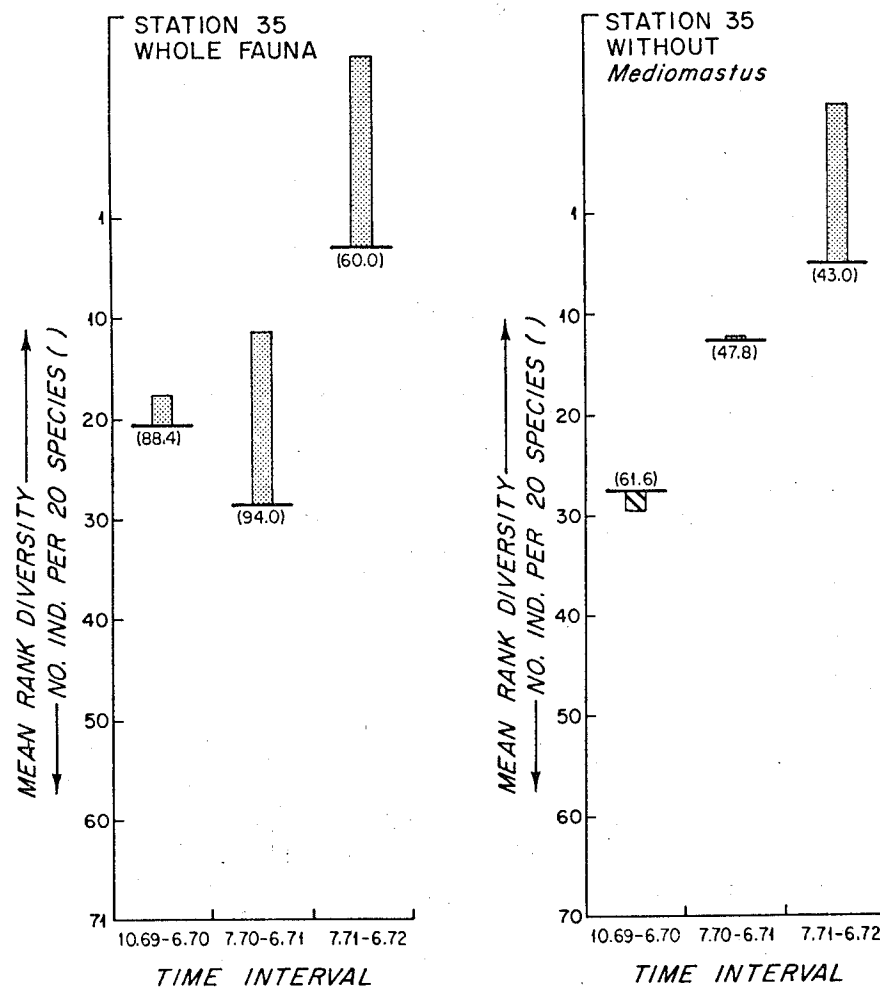 STATION 35
WHOLE FAUNA
1
10
20
30
40
50
60
71
MEAN RANK DIVERSITY
NO. IND. PER 20 SPECIES ( )
(88.4)
(94.0)
(60.0)
10.69-6.70
7.70-6.71
7.71-6.72
TIME INTERVAL
STATION 35
WITHOUT
Mediomastus
1
10
20
30
40
50
60
70
MEAN RANK DIVERSITY
NO. IND. PER 20 SPECIES ( )
(61.6)
(47.8)
(43.0)
10.69-6.70
7.70-6.71
7.71-6.72
TIME INTERVAL